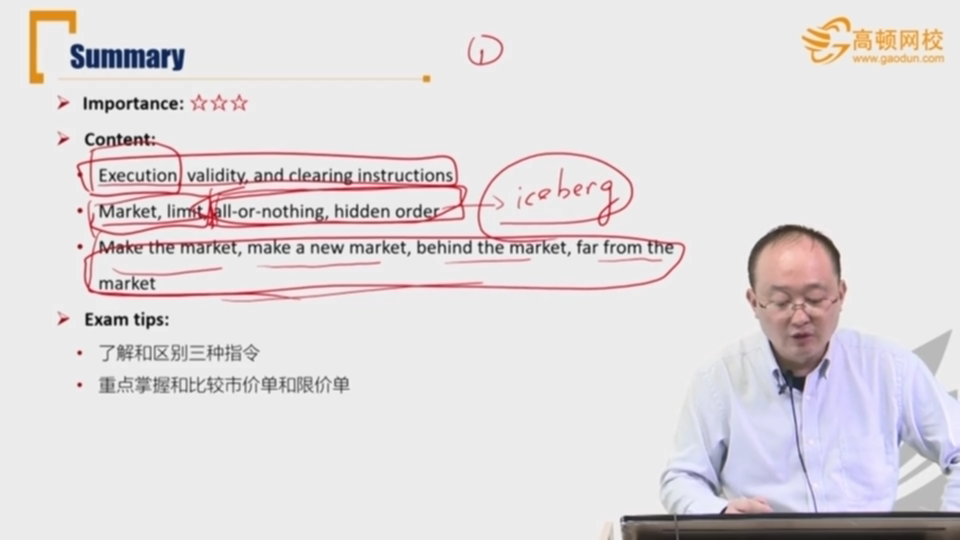 Summary
①
高顿网校
www.gaodun.com
Importance: ☆☆☆
Content:
Execution, validity, and clearing instructions
Market, limit, all-or-nothing, hidden order
iceberg
Make the market, make a new market, behind the market, far from the
market
Exam tips:
了解和区别三种指令
重点掌握和比较市价单和限价单